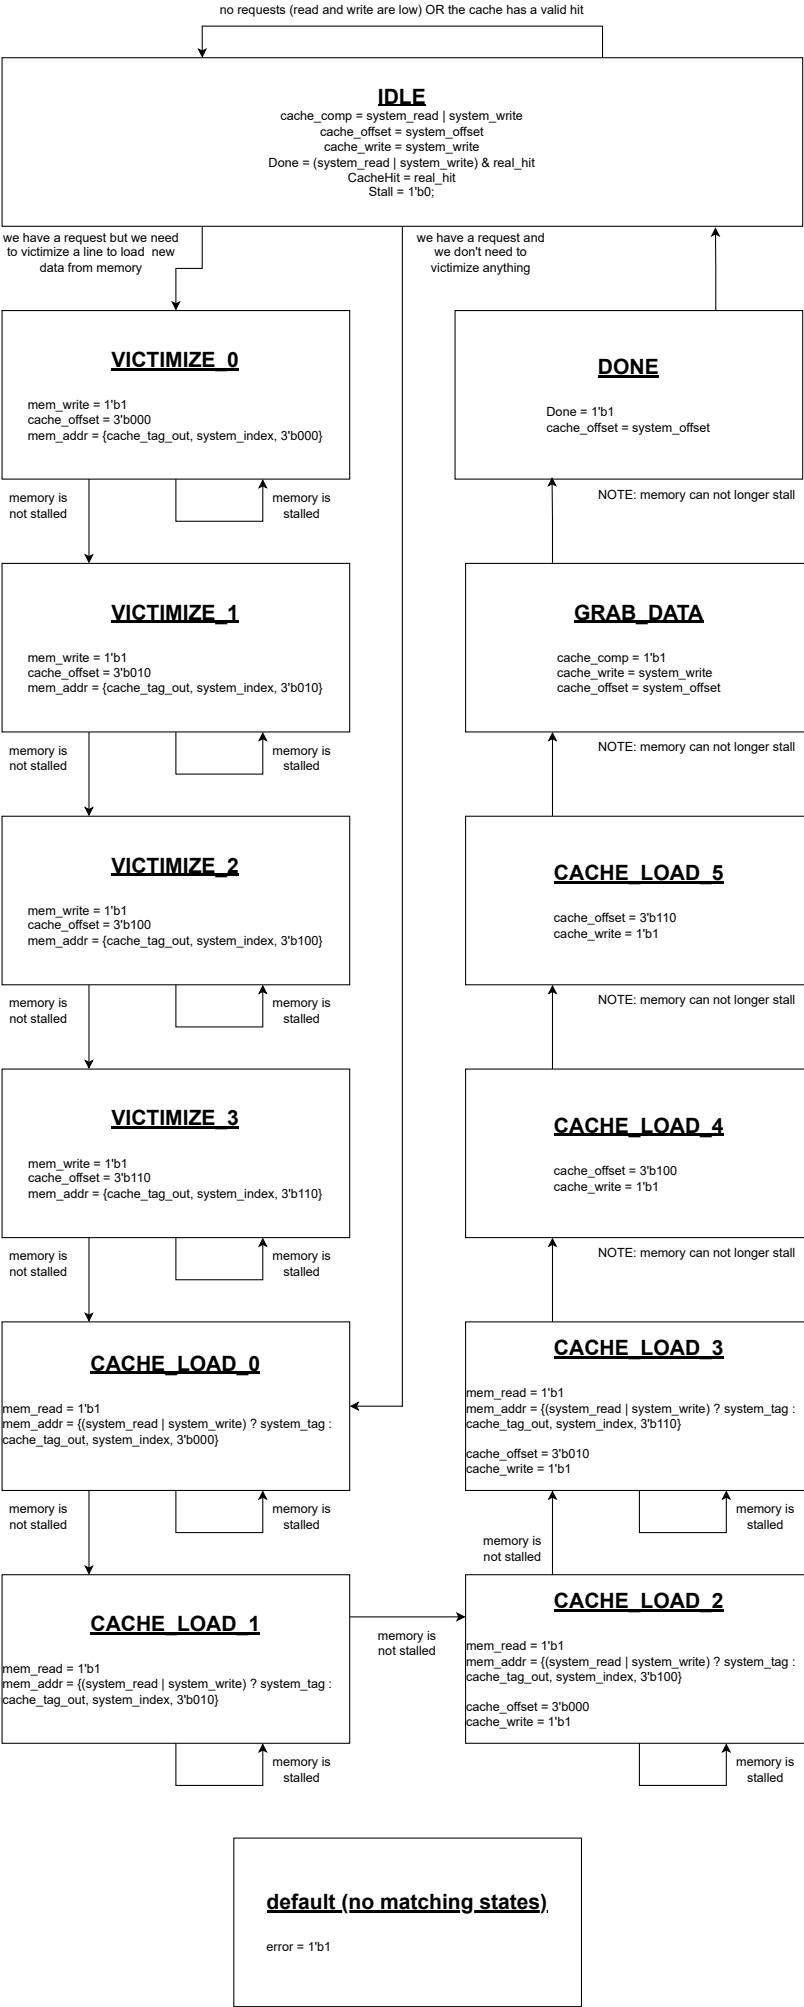 no requests (read and write are low) OR the cache has a valid hit
IDLE
cache_comp = system_read | system_write
cache_offset = system_offset
cache_write = system_write
Done = (system_read | system_write) & real_hit
CacheHit = real_hit
Stall = 1'b0;
we have a request but we need
to victimize a line to load new
data from memory
we have a request and
we don't need to
victimize anything
VICTIMIZE_0
mem_write = 1'b1
cache_offset = 3'b000
mem_addr = {cache_tag_out, system_index, 3'b000}
memory is
not stalled
memory is
stalled
VICTIMIZE_1
mem_write = 1'b1
cache_offset = 3'b010
mem_addr = {cache_tag_out, system_index, 3'b010}
memory is
not stalled
memory is
stalled
VICTIMIZE_2
mem_write = 1'b1
cache_offset = 3'b100
mem_addr = {cache_tag_out, system_index, 3'b100}
memory is
not stalled
memory is
stalled
VICTIMIZE_3
mem_write = 1'b1
cache_offset = 3'b110
mem_addr = {cache_tag_out, system_index, 3'b110}
memory is
not stalled
memory is
stalled
CACHE_LOAD_0
mem_read = 1'b1
mem_addr = {(system_read | system_write) ? system_tag :
cache_tag_out, system_index, 3'b000}
memory is
not stalled
memory is
stalled
CACHE_LOAD_1
mem_read = 1'b1
mem_addr = {(system_read | system_write) ? system_tag :
cache_tag_out, system_index, 3'b010}
memory is
stalled
memory is
not stalled
CACHE_LOAD_2
mem_read = 1'b1
mem_addr = {(system_read | system_write) ? system_tag :
cache_tag_out, system_index, 3'b100}
cache_offset = 3'b000
cache_write = 1'b1
memory is
stalled
memory is
not stalled
CACHE_LOAD_3
mem_read = 1'b1
mem_addr = {(system_read | system_write) ? system_tag :
cache_tag_out, system_index, 3'b110}
cache_offset = 3'b010
cache_write = 1'b1
memory is
stalled
NOTE: memory can not longer stall
CACHE_LOAD_4
cache_offset = 3'b100
cache_write = 1'b1
NOTE: memory can not longer stall
CACHE_LOAD_5
cache_offset = 3'b110
cache_write = 1'b1
NOTE: memory can not longer stall
GRAB_DATA
cache_comp = 1'b1
cache_write = system_write
cache_offset = system_offset
NOTE: memory can not longer stall
DONE
Done = 1'b1
cache_offset = system_offset
default (no matching states)
error = 1'b1